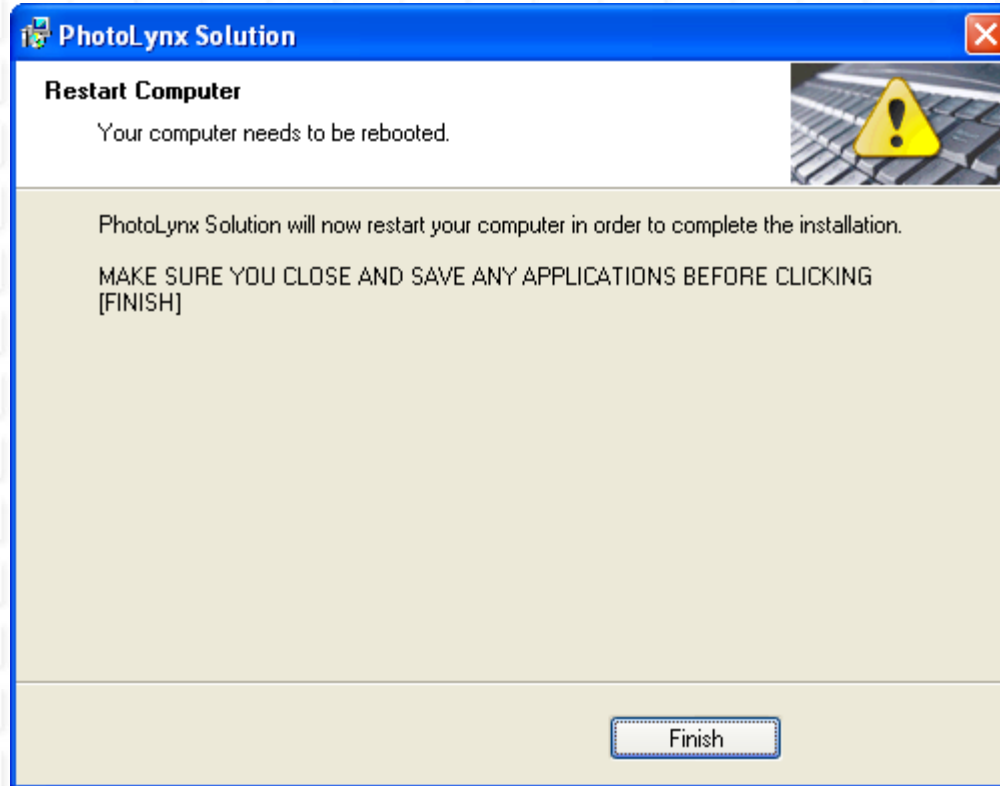 PhotoLynx Solution
Restart Computer
Your computer needs to be rebooted.
PhotoLynx Solution will now restart your computer in order to complete the installation.
MAKE SURE YOU CLOSE AND SAVE ANY APPLICATIONS BEFORE CLICKING
[FINISH]
Finish